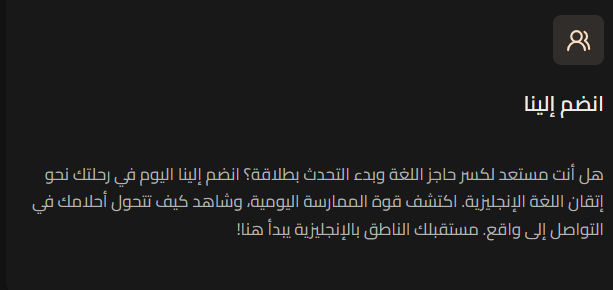 انضم إلينا
هل أنت مستعد لكسر حاجز اللغة وبدء التحدث بطلاقة؟ انضم إلينا اليوم في رحلتك نحو
إتقان اللغة الإنجليزية. اكتشف قوة الممارسة اليومية، وشاهد كيف تتحول أحلامك في
التواصل إلى واقع. مستقبلك الناطق بالإنجليزية يبدأ هنا!